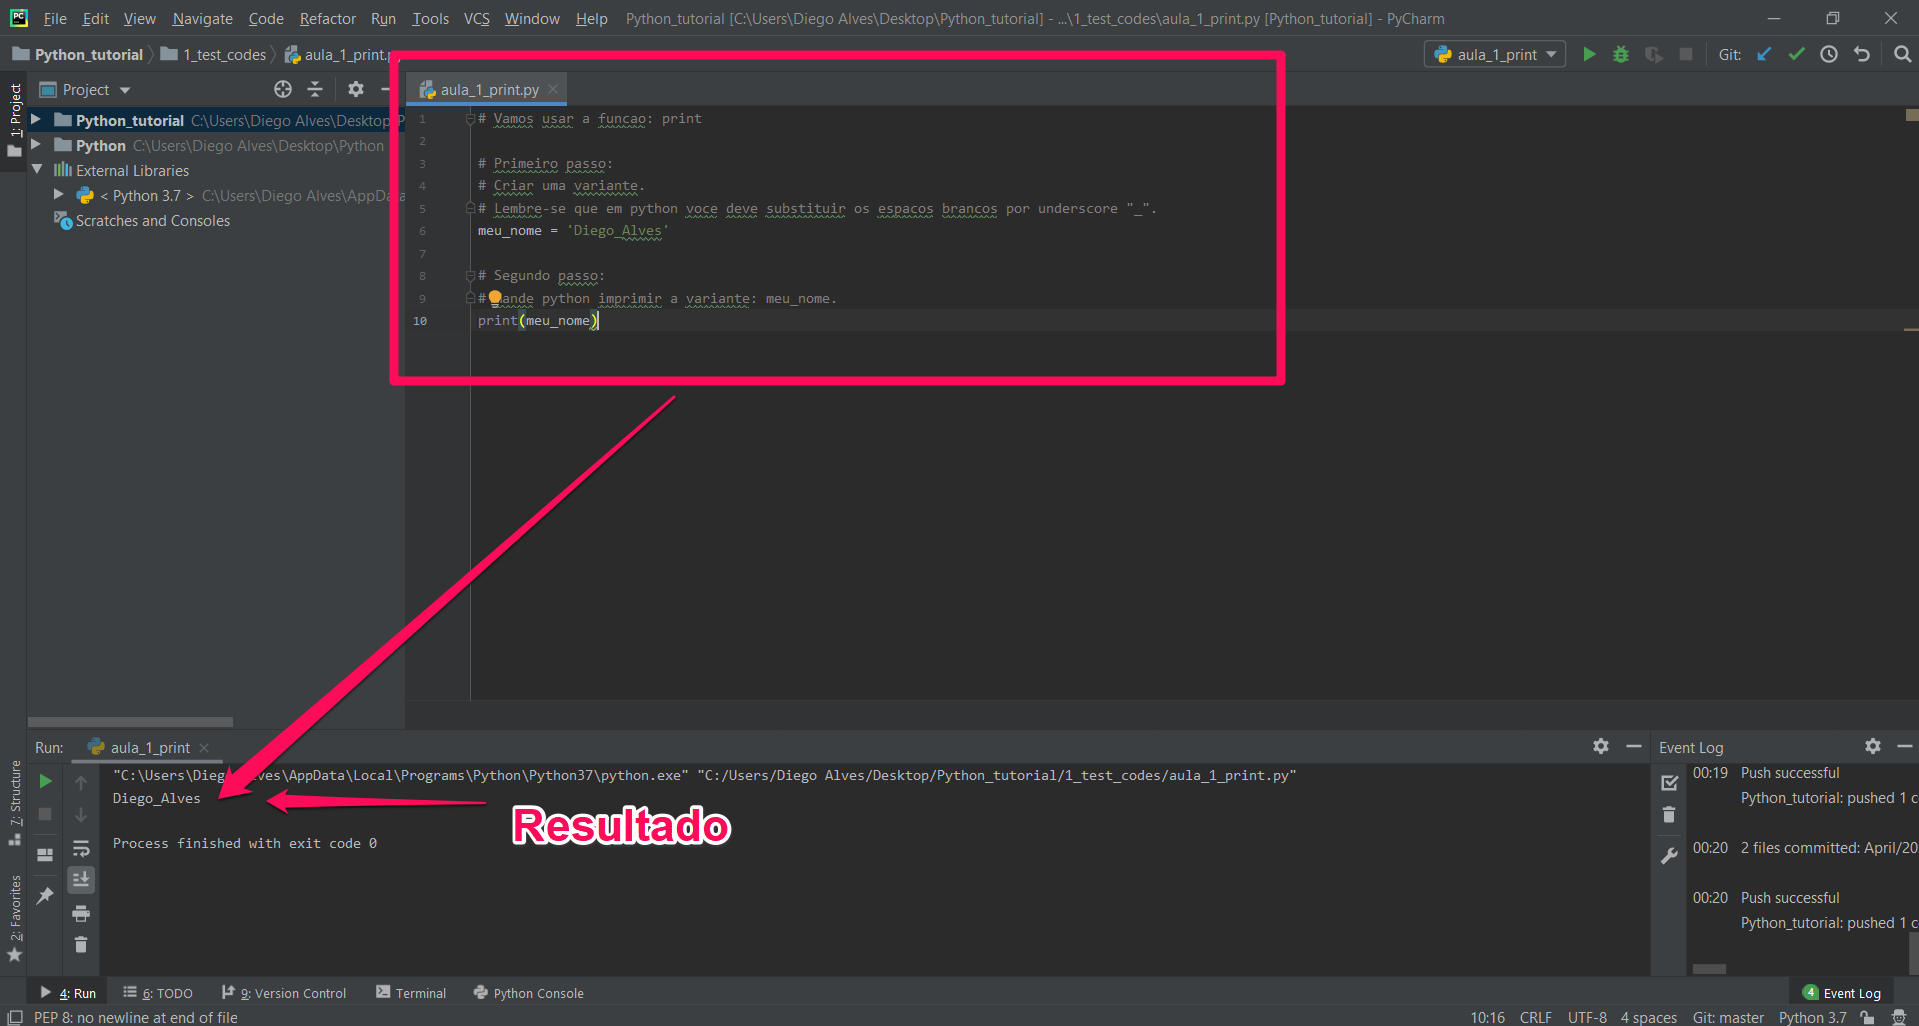 File Edit View Navigate Code Refactor Run Tools VCS Window Help Python_tutorial [C:\Users\Diego Alves\Desktop\Python_tutorial] - ...\1_test_codes\aula_1_print.py [Python_tutorial] - PyCharm
Python_tutorial 1_test_codes aula_1_print. aula_1_print Git:
1: Project
Project
Python_tutorial C:\Users\Diego Alves\Desktop\P
Python C:\Users\Diego Alves\Desktop\Python
External Libraries
< Python 3.7 > C:\Users\Diego Alves\AppData
Scratches and Consoles
aula_1_print.py
1 # Vamos usar a funcao: print
2
3 # Primeiro passo:
4 # Criar uma variante.
5 # Lembre-se que em python voce deve substituir os espacos brancos por underscore "_".
6 meu_nome = 'Diego_Alves'
7
8 # Segundo passo:
9 # ande python imprimir a variante: meu_nome.
10 print(meu_nome)
Run: aula_1_print
"C:\Users\Diego Alves\AppData\Local\Programs\Python\Python37\python.exe" "C:/Users/Diego Alves/Desktop/Python_tutorial/1_test_codes/aula_1_print.py"
Diego_Alves
Process finished with exit code 0
Resultado
Event Log
00:19 Push successful
Python_tutorial: pushed 1 c
00:20 2 files committed: April/20
00:20 Push successful
Python_tutorial: pushed 1 c
7: Structure
2: Favorites
4: Run 6: TODO 9: Version Control Terminal Python Console 4 Event Log
PEP 8: no newline at end of file 10:16 CRLF UTF-8 4 spaces Git: master Python 3.7